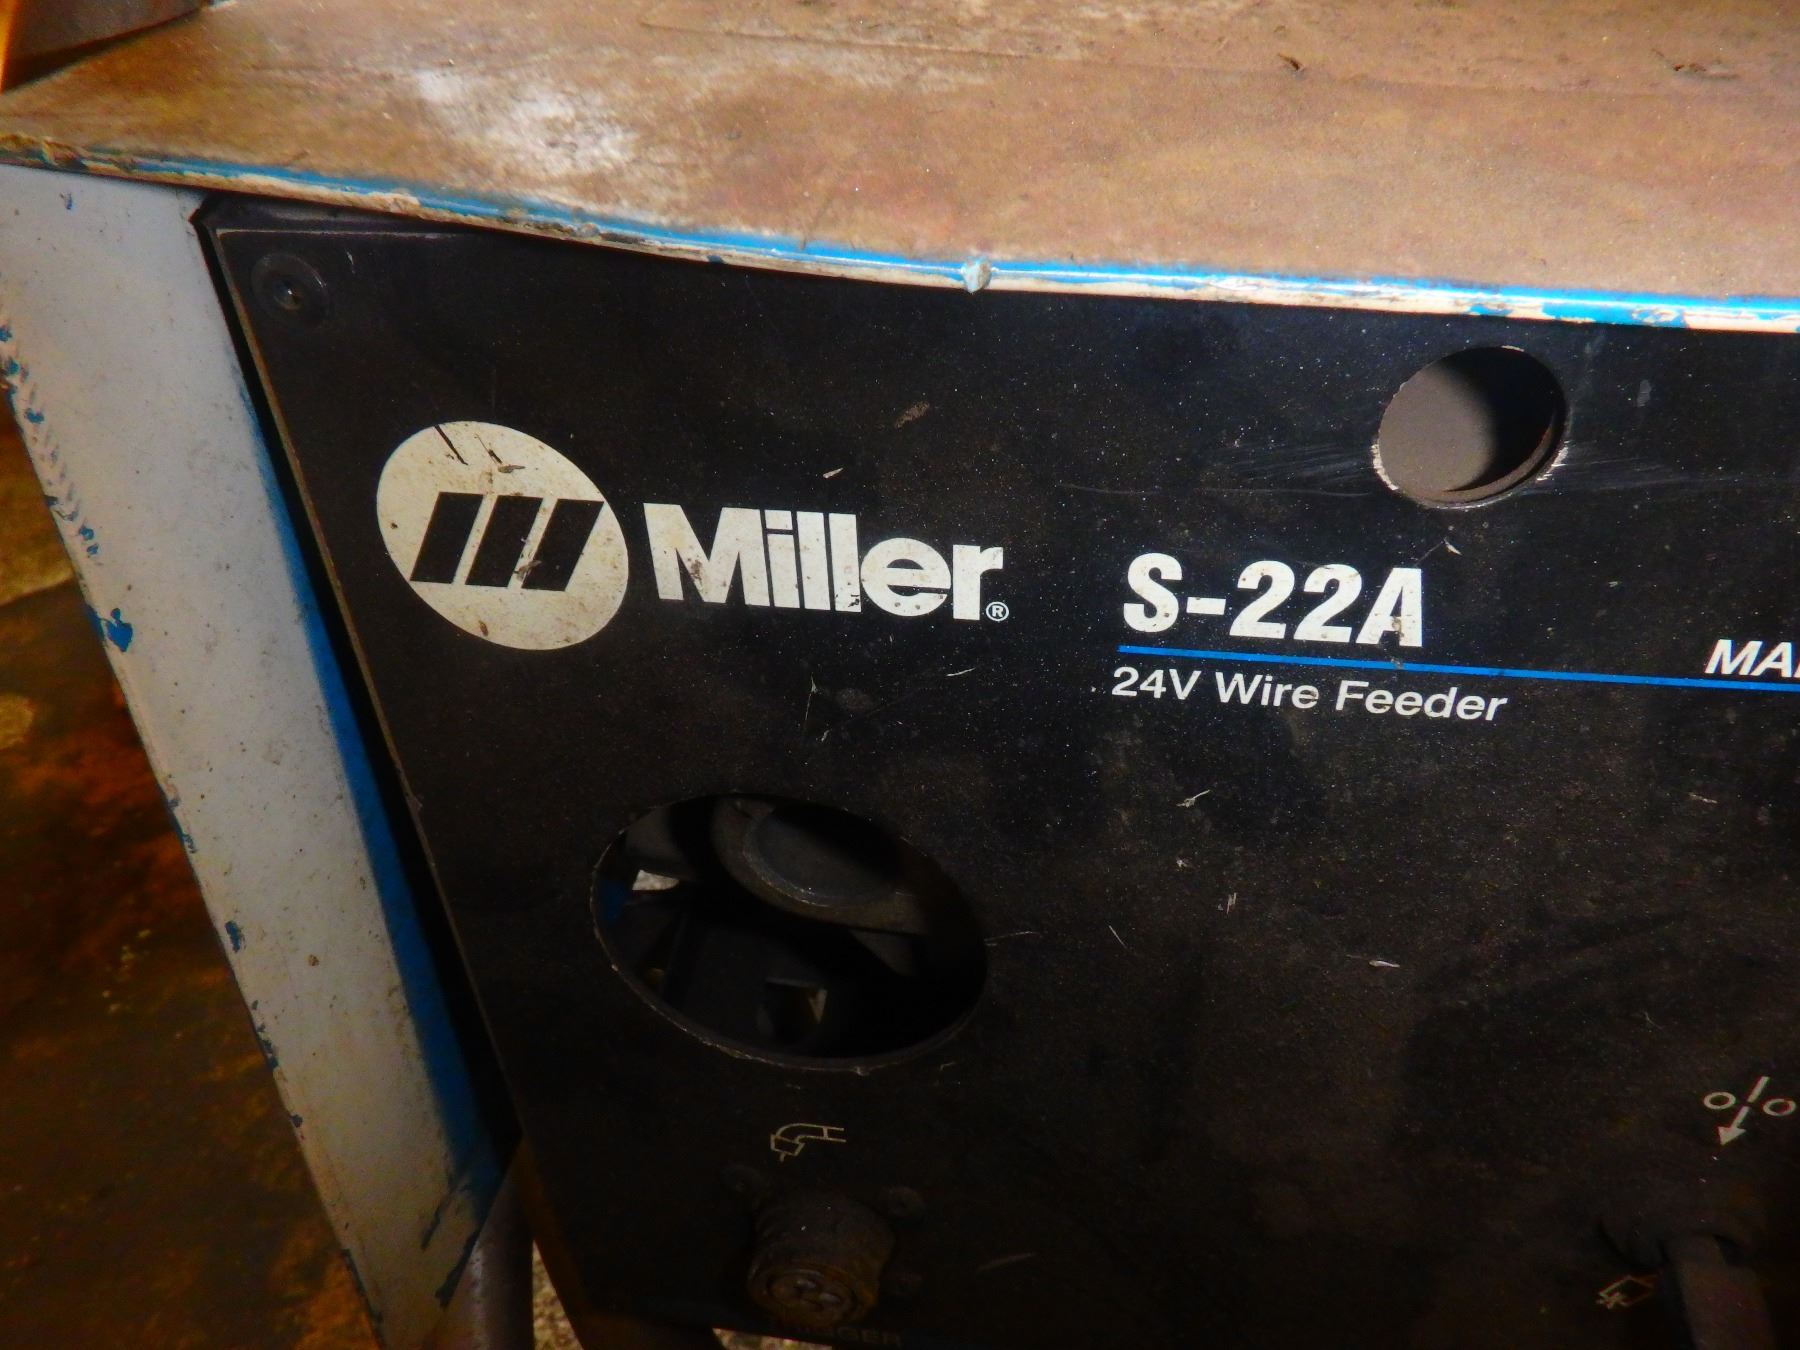 Miller®
S-22A
24V Wire Feeder